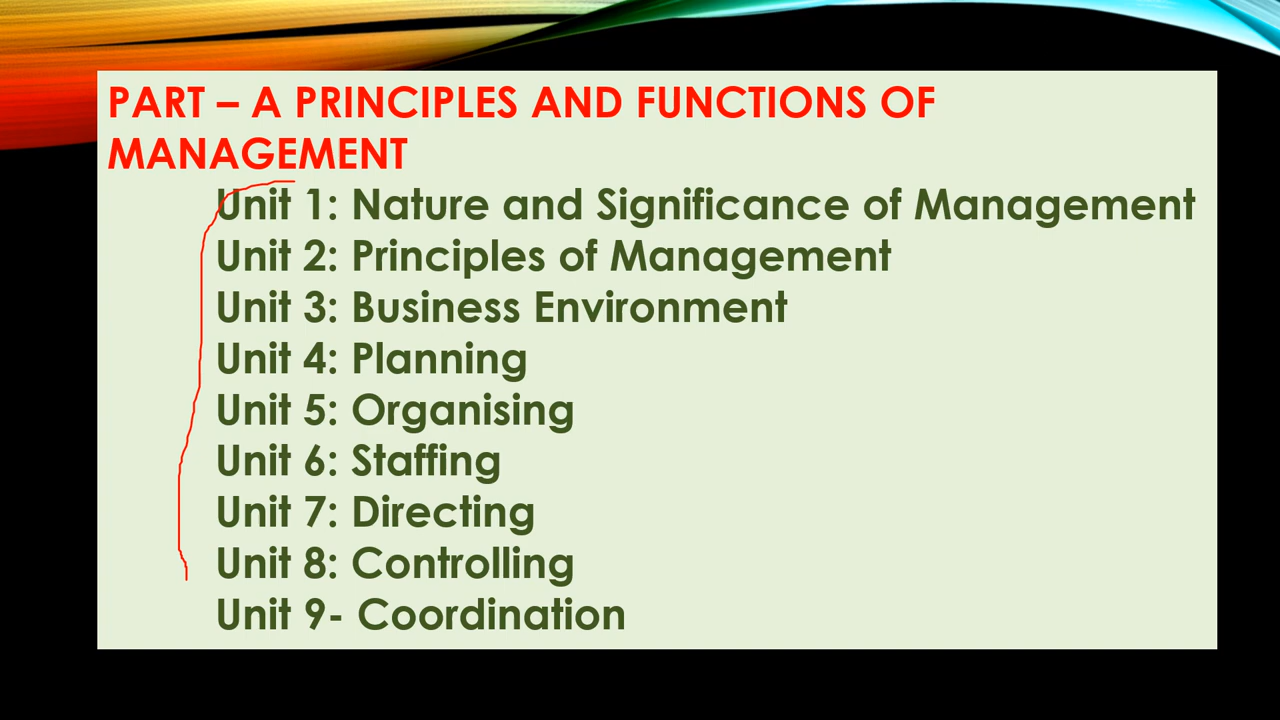 PART – A PRINCIPLES AND FUNCTIONS OF
MANAGEMENT
Unit 1: Nature and Significance of Management
Unit 2: Principles of Management
Unit 3: Business Environment
Unit 4: Planning
Unit 5: Organising
Unit 6: Staffing
Unit 7: Directing
Unit 8: Controlling
Unit 9- Coordination